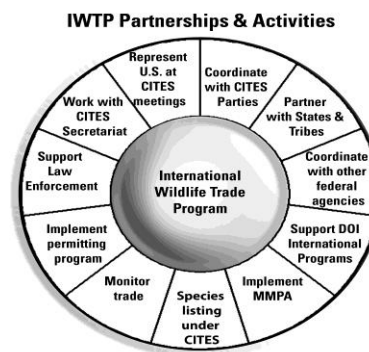 IWTP Partnerships & Activities
Represent
U.S. at
CITES
meetings
Coordinate
with CITES
Parties
Partner
with States &
Tribes
Coordinate
with other
federal
agencies
Support DOI
International
Programs
Implement
MMPA
Species
listing
under
CITES
Monitor
trade
Implement
permitting
program
Support
Law
Enforcement
Work with
CITES
Secretariat
International
Wildlife Trade
Program